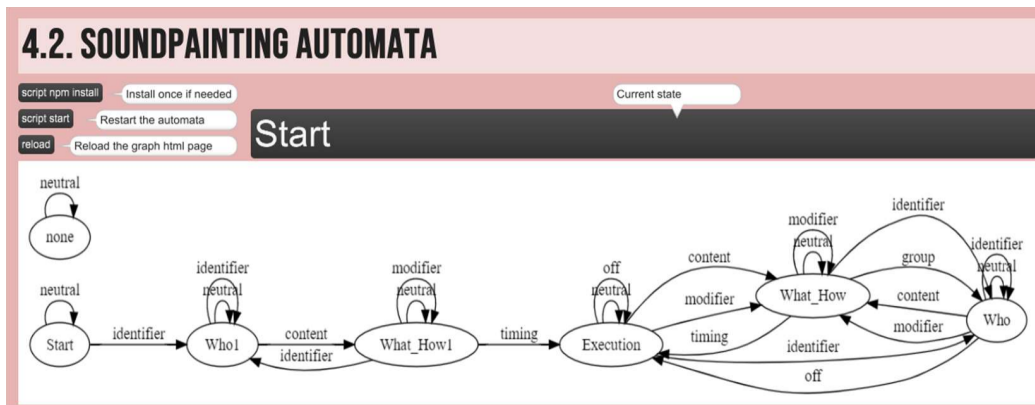 4.2. SOUNDPAINTING AUTOMATA
script npm install
Install once if needed
Current state
script start
Restart the automata
Start
reload
Reload the graph html page
neutral
none
neutral
Start
identifier
identifier
neutral
Who1
content
identifier
modifier
neutral
What_How1
timing
off
neutral
Execution
content
modifier
timing
modifier
neutral
What_How
identifier
group
content
modifier
identifier
off
identifier
neutral
Who